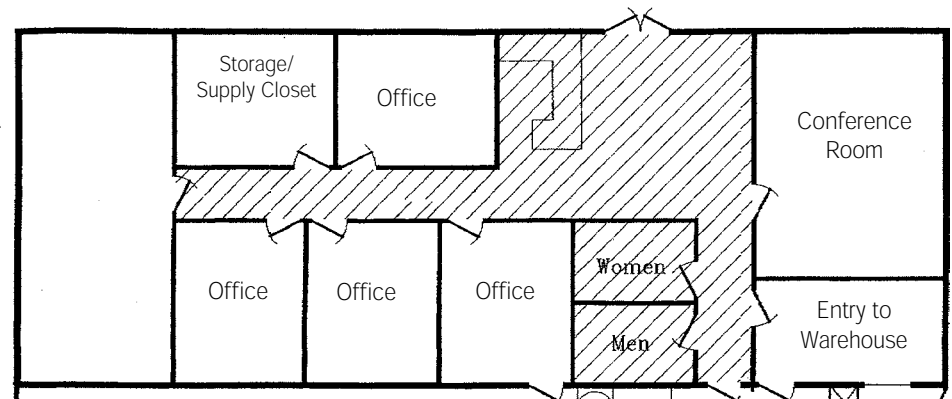 Storage/
Supply Closet
Office
Conference
Room
Women
Office
Office
Office
Men
Entry to
Warehouse